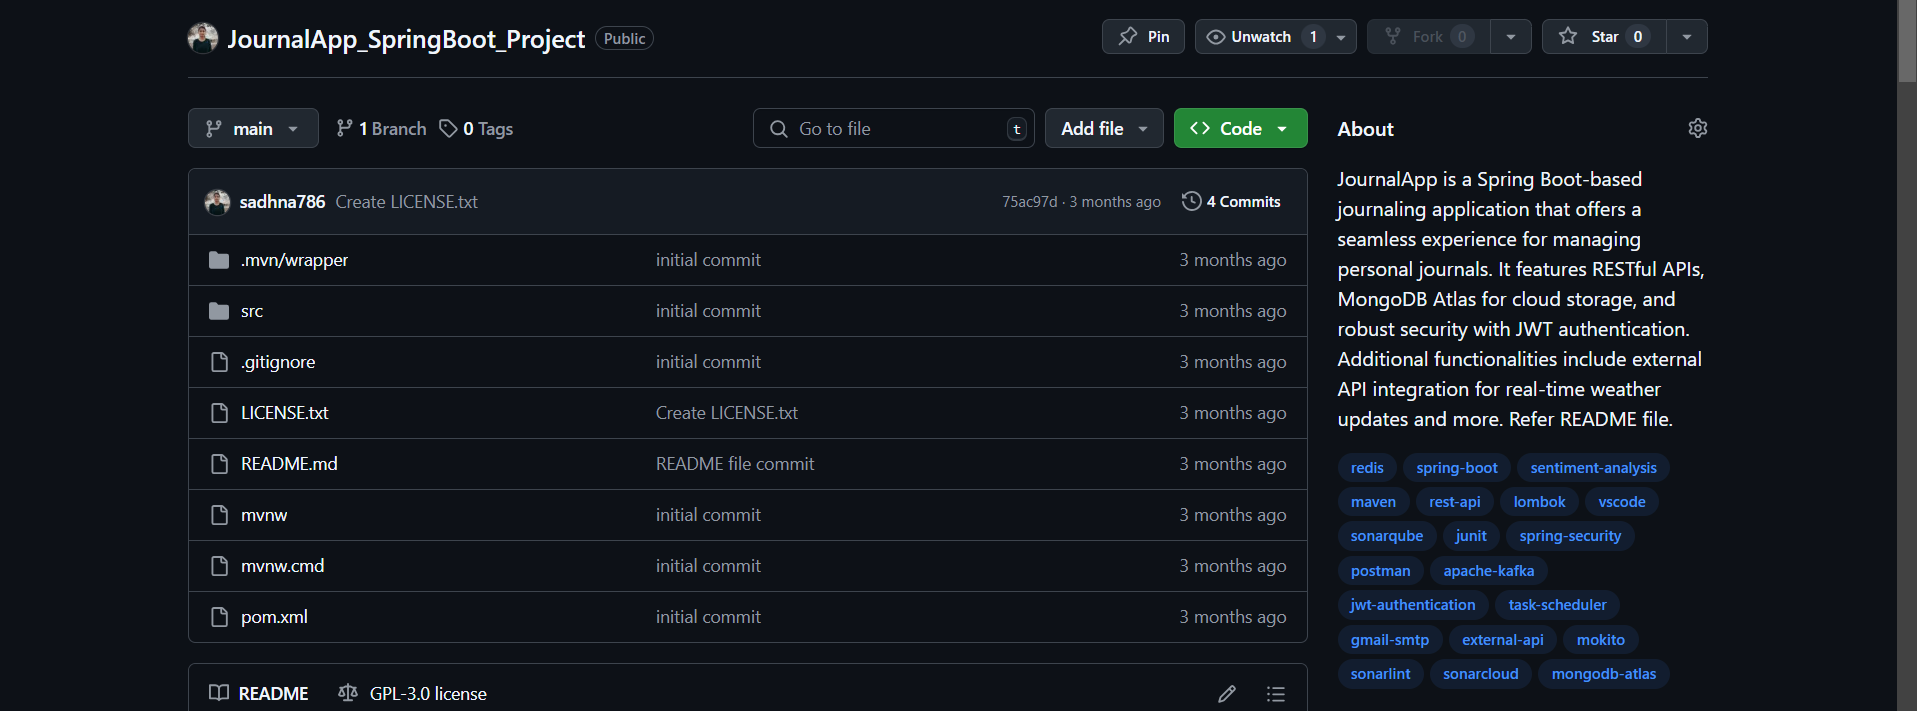 JournalApp_SpringBoot_Project Public Pin Unwatch 1 Fork 0 Star 0
main 1 Branch 0 Tags Go to file t Add file Code
sadhna786 Create LICENSE.txt 75ac97d · 3 months ago 4 Commits
.mvn/wrapper initial commit 3 months ago
src initial commit 3 months ago
.gitignore initial commit 3 months ago
LICENSE.txt Create LICENSE.txt 3 months ago
README.md README file commit 3 months ago
mvnw initial commit 3 months ago
mvnw.cmd initial commit 3 months ago
pom.xml initial commit 3 months ago
README GPL-3.0 license
About
JournalApp is a Spring Boot-based
journaling application that offers a
seamless experience for managing
personal journals. It features RESTful APIs,
MongoDB Atlas for cloud storage, and
robust security with JWT authentication.
Additional functionalities include external
API integration for real-time weather
updates and more. Refer README file.
redis spring-boot sentiment-analysis
maven rest-api lombok vscode
sonarqube junit spring-security
postman apache-kafka
jwt-authentication task-scheduler
gmail-smtp external-api mokito
sonarlint sonarcloud mongodb-atlas